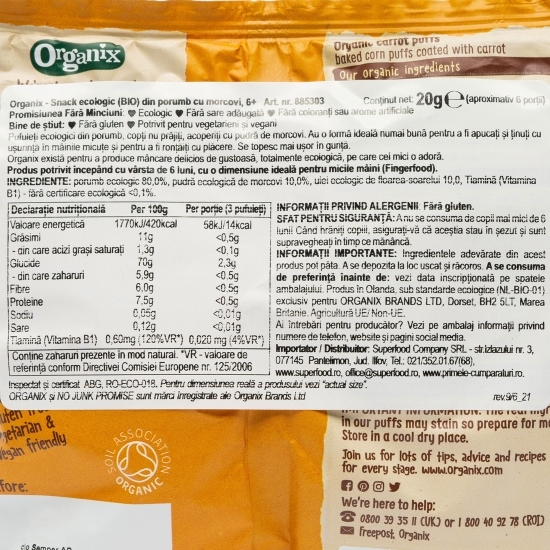 Organix
Organic carrot puffs
baked corn puffs coated with carrot
Our organic ingredients
Organix - Snack ecologic (BIO) din porumb cu morcovi, 6+ Art. nr. 885303 Conținut net: 20g e (aproximativ 6 porții)
Promisiunea Fără Minciuni: ♥ Ecologic ♥ Fără sare adăugată ♥ Fără coloranți sau arome artificiale
Bine de știut: ♥ Fără gluten ♥ Potrivit pentru vegetarieni și vegani
Pufuleți ecologici din porumb, copți nu prăjiți, acoperiți cu pudră de morcovi. Au o formă ideală numai bună pentru a fi apucați și ținuți cu
ușurință în mâinile micuțe și pentru a fi ronțăiți cu plăcere. Se topesc mai ușor în guriță.
Organix există pentru a produce mâncare delicios de gustoasă, totalmente ecologică, pe care cei mici o adoră.
Produs potrivit începând cu vârsta de 6 luni, cu o dimensiune ideală pentru micile mâini (Fingerfood).
INGREDIENTE: porumb ecologic 80,0%, pudră ecologică de morcovi 10,0%, ulei ecologic de floarea-soarelui 10,0, Tiamină (Vitamina
B1) - fără certificare ecologică <0,1%.
Declarație nutrițională Per 100g Per porție (3 pufuleți)
Valoare energetică 1770kJ/420kcal 58kJ/14kcal
Grăsimi 11g <0,5g
- din care acizi grași saturați 1,3g <0.1g
Glucide 70g 2,3g
- din care zaharuri 5,9g <0,5g
Fibre 6,0g <0,5g
Proteine 7,5g <0,5g
Sodiu 0,05g <0,01g
Sare 0,12g <0,01g
Tiamină (Vitamina B1) 0,60mg (120%VR*) 0,020 mg (4%VR*)
Conține zaharuri prezente în mod natural. *VR - valoare de
referință conform Directivei Comisiei Europene nr. 125/2006
INFORMAȚII PRIVIND ALERGENII: Fără gluten.
SFAT PENTRU SIGURANȚĂ: A nu se consuma de copii mai mici de 6
luni! Când hrăniți copiii, asigurați-vă că aceștia stau în șezut și sunt
supravegheați în timp ce mănâncă.
INFORMAȚII IMPORTANTE: Ingredientele adevărate din acest
produs pot păta. A se depozita la loc uscat și răcoros. A se consuma
de preferință înainte de: vezi data inscripționată pe spatele
ambalajului. Produs în Olanda, sub standarde ecologice (NL-BIO-01)
exclusiv pentru ORGANIX BRANDS LTD, Dorset, BH2 5LT, Marea
Britanie. Agricultură UE/ Non-UE.
Ai întrebări pentru producător? Vezi pe ambalaj informații privind
numere de telefon, website și pagini social media.
Importator / Distribuitor: Superfood Company SRL - str.Izlazului nr. 3,
077145 Pantelimon, Jud. Ilfov, Tel.: 021/352.01.67(68),
www.superfood.ro, office@superfood.ro, www.primele-cumparaturi.ro.
Inspectat și certificat ABG, RO-ECO-018. Pentru dimensiunea reală a produsului vezi "actual size".
ORGANIX și NO JUNK PROMISE sunt mărci înregistrate ale Organix Brands Ltd rev.9/6_21
gluten free
vegetarian &
vegan friendly
SOIL ASSOCIATION
ORGANIC
before:
IMPORTANT INFORMATION: The real ingr
in our puffs may stain so prepare for m
Store in a cool dry place.
Join us for lots of tips, advice and recipes
for every stage. www.organix.com
We're here to help:
0800 39 35 11 (UK) or 1 800 40 92 78 (ROI)
Freepost, Organix
c/o Semper AB